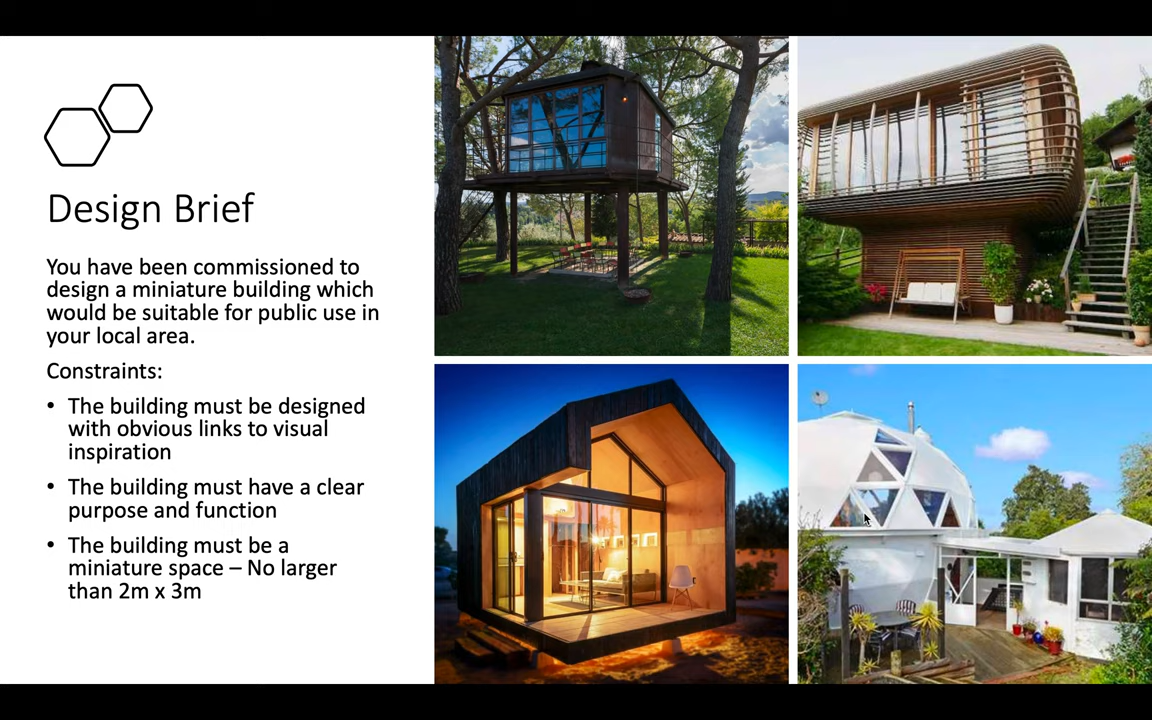 Design Brief
You have been commissioned to
design a miniature building which
would be suitable for public use in
your local area.
Constraints:
• The building must be designed
with obvious links to visual
inspiration
• The building must have a clear
purpose and function
• The building must be a
miniature space – No larger
than 2m x 3m